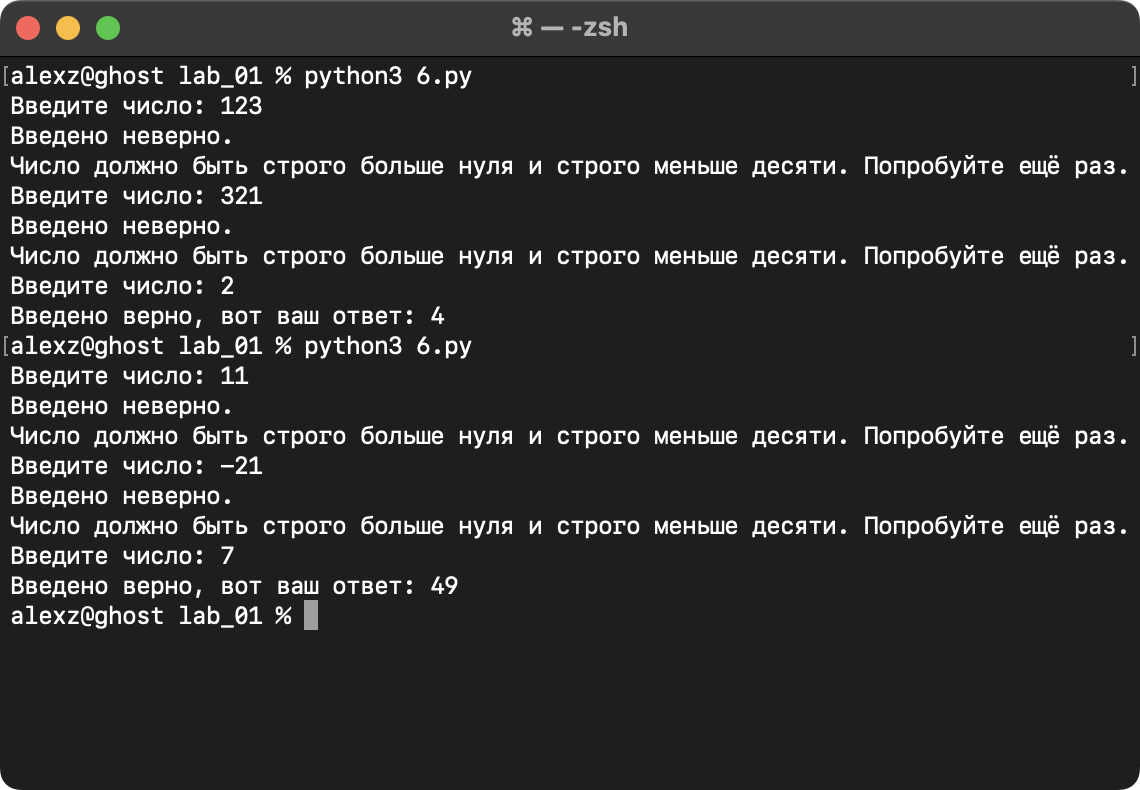 ⌘ — -zsh
[alexz@ghost lab_01 % python3 6.py ]
Введите число: 123
Введено неверно.
Число должно быть строго больше нуля и строго меньше десяти. Попробуйте ещё раз.
Введите число: 321
Введено неверно.
Число должно быть строго больше нуля и строго меньше десяти. Попробуйте ещё раз.
Введите число: 2
Введено верно, вот ваш ответ: 4
[alexz@ghost lab_01 % python3 6.py ]
Введите число: 11
Введено неверно.
Число должно быть строго больше нуля и строго меньше десяти. Попробуйте ещё раз.
Введите число: -21
Введено неверно.
Число должно быть строго больше нуля и строго меньше десяти. Попробуйте ещё раз.
Введите число: 7
Введено верно, вот ваш ответ: 49
alexz@ghost lab_01 %